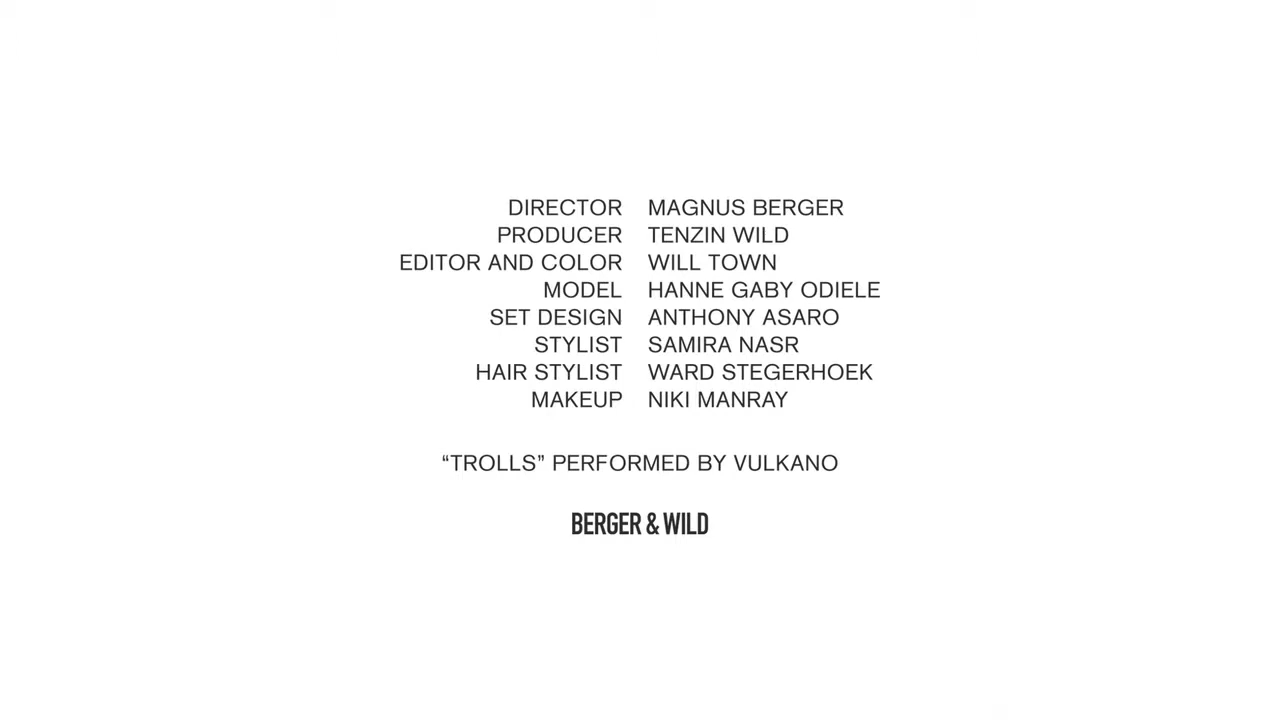 DIRECTOR MAGNUS BERGER
PRODUCER TENZIN WILD
EDITOR AND COLOR WILL TOWN
MODEL HANNE GABY ODIELE
SET DESIGN ANTHONY ASARO
STYLIST SAMIRA NASR
HAIR STYLIST WARD STEGERHOEK
MAKEUP NIKI MANRAY
“TROLLS” PERFORMED BY VULKANO
BERGER & WILD